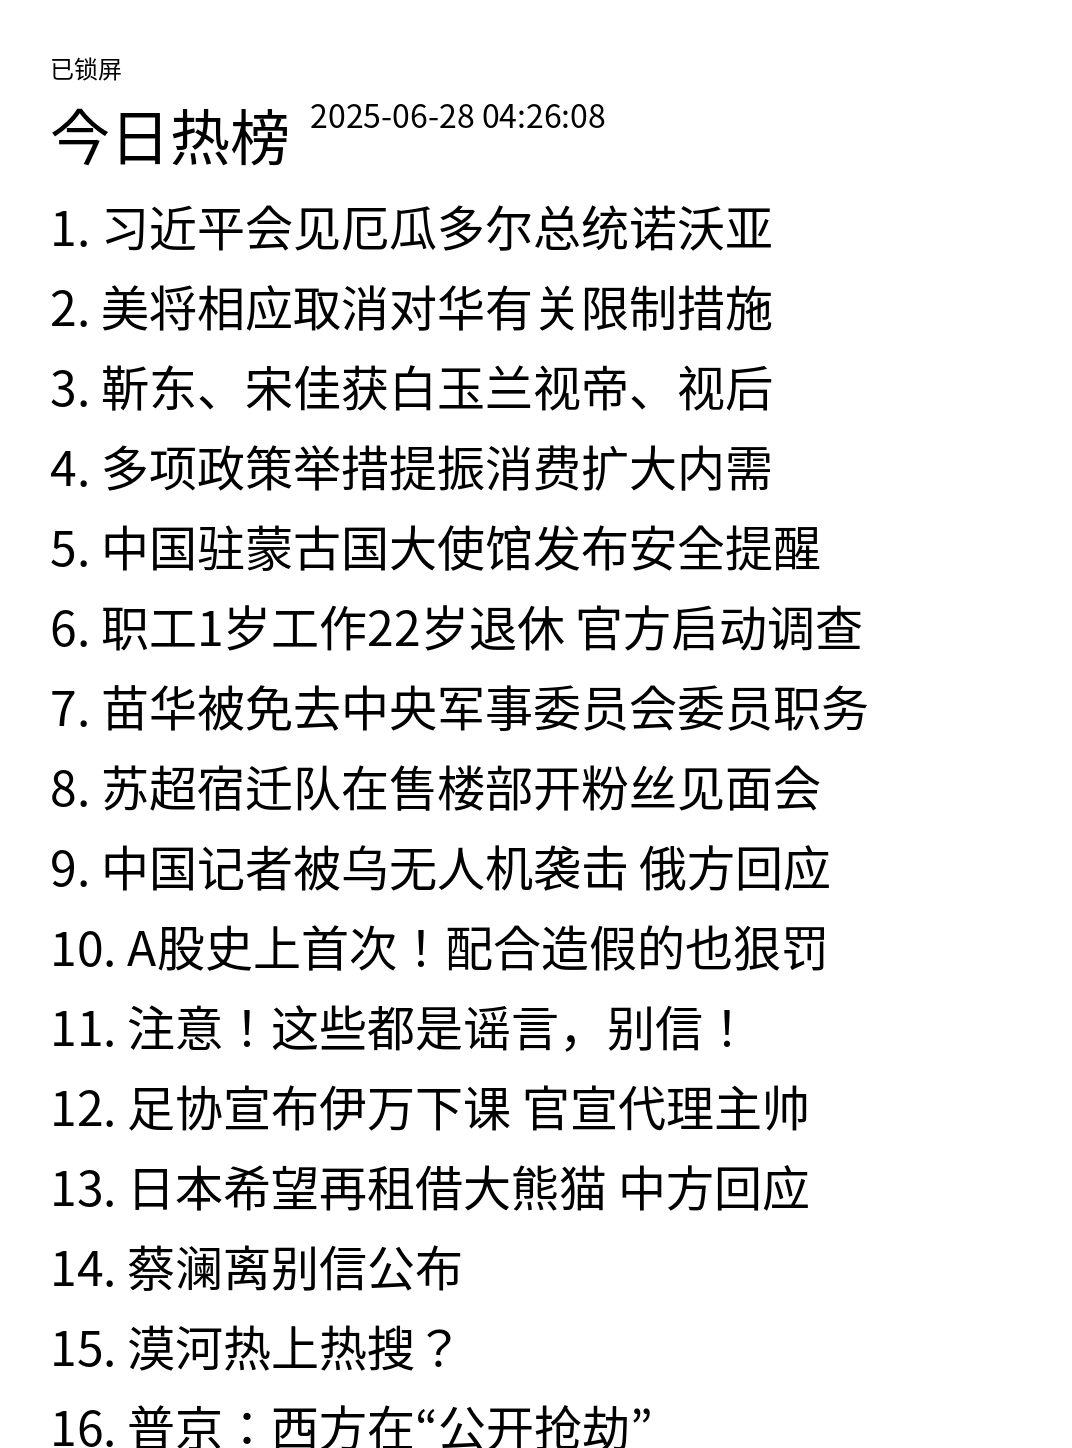 已锁屏
今日热榜 2025-06-28 04:26:08
1. 习近平会见厄瓜多尔总统诺沃亚
2. 美将相应取消对华有关限制措施
3. 靳东、宋佳获白玉兰视帝、视后
4. 多项政策举措提振消费扩大内需
5. 中国驻蒙古国大使馆发布安全提醒
6. 职工1岁工作22岁退休 官方启动调查
7. 苗华被免去中央军事委员会委员职务
8. 苏超宿迁队在售楼部开粉丝见面会
9. 中国记者被乌无人机袭击 俄方回应
10. A股史上首次！配合造假的也狠罚
11. 注意！这些都是谣言，别信！
12. 足协宣布伊万下课 官宣代理主帅
13. 日本希望再租借大熊猫 中方回应
14. 蔡澜离别信公布
15. 漠河热上热搜？
16. 普京：西方在“公开抢劫”